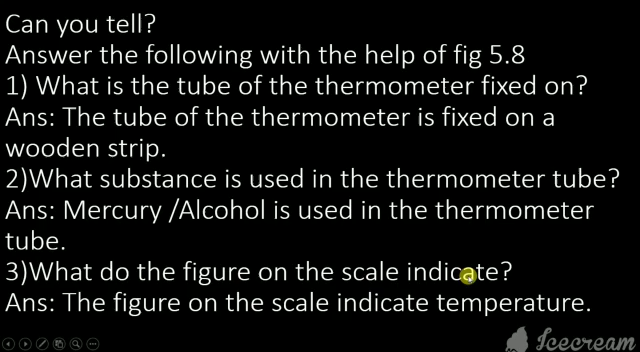 Can you tell?
Answer the following with the help of fig 5.8
1) What is the tube of the thermometer fixed on?
Ans: The tube of the thermometer is fixed on a
wooden strip.
2)What substance is used in the thermometer tube?
Ans: Mercury /Alcohol is used in the thermometer
tube.
3)What do the figure on the scale indicate?
Ans: The figure on the scale indicate temperature.
Icecream